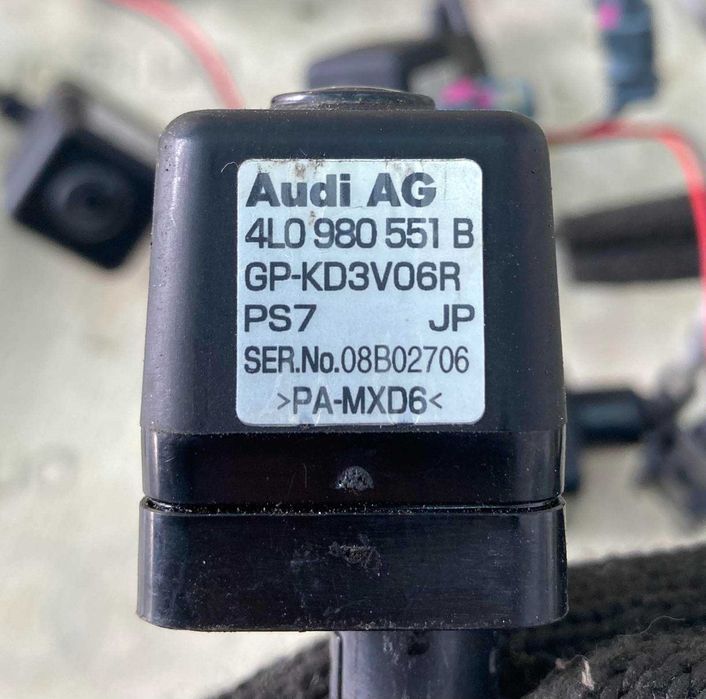 Audi AG
4L0 980 551 B
GP-KD3V06R
PS7 JP
SER.No.08B02706
>PA-MXD6<